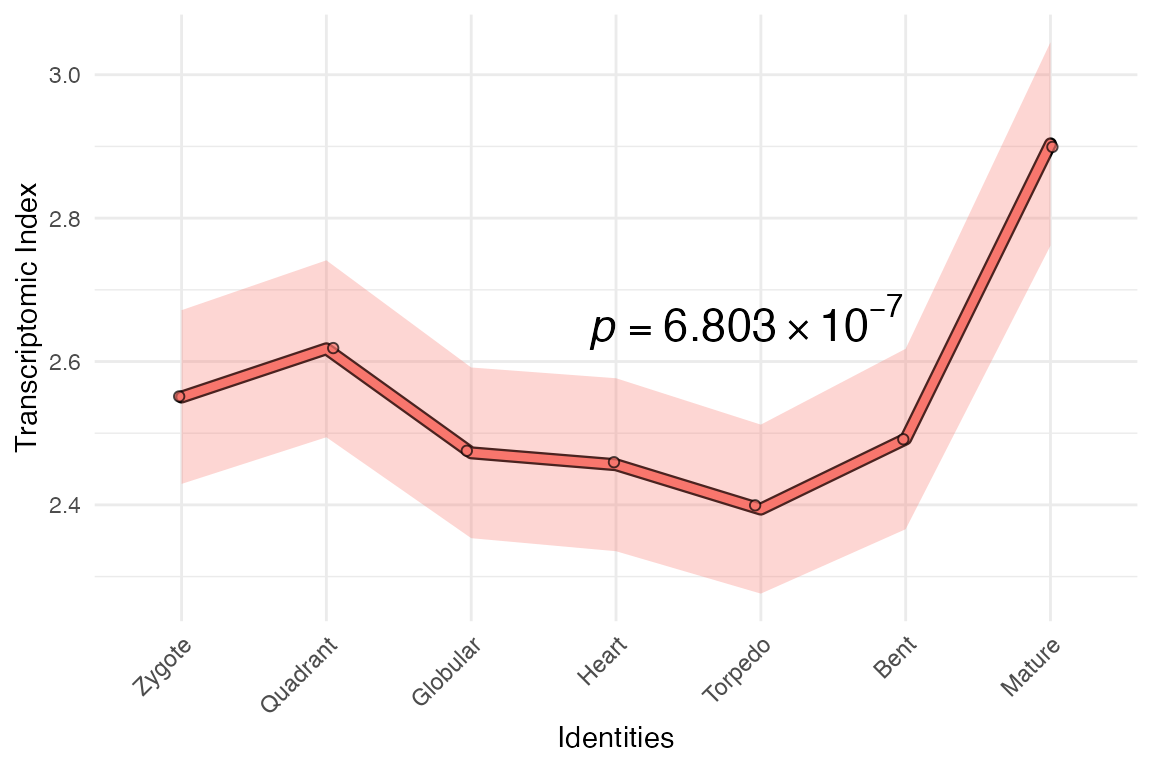 Transcriptomic Index
3.0
2.8
2.6
2.4
p = 6.803 × 10⁻⁷
Zygote
Quadrant
Globular
Heart
Torpedo
Bent
Mature
Identities